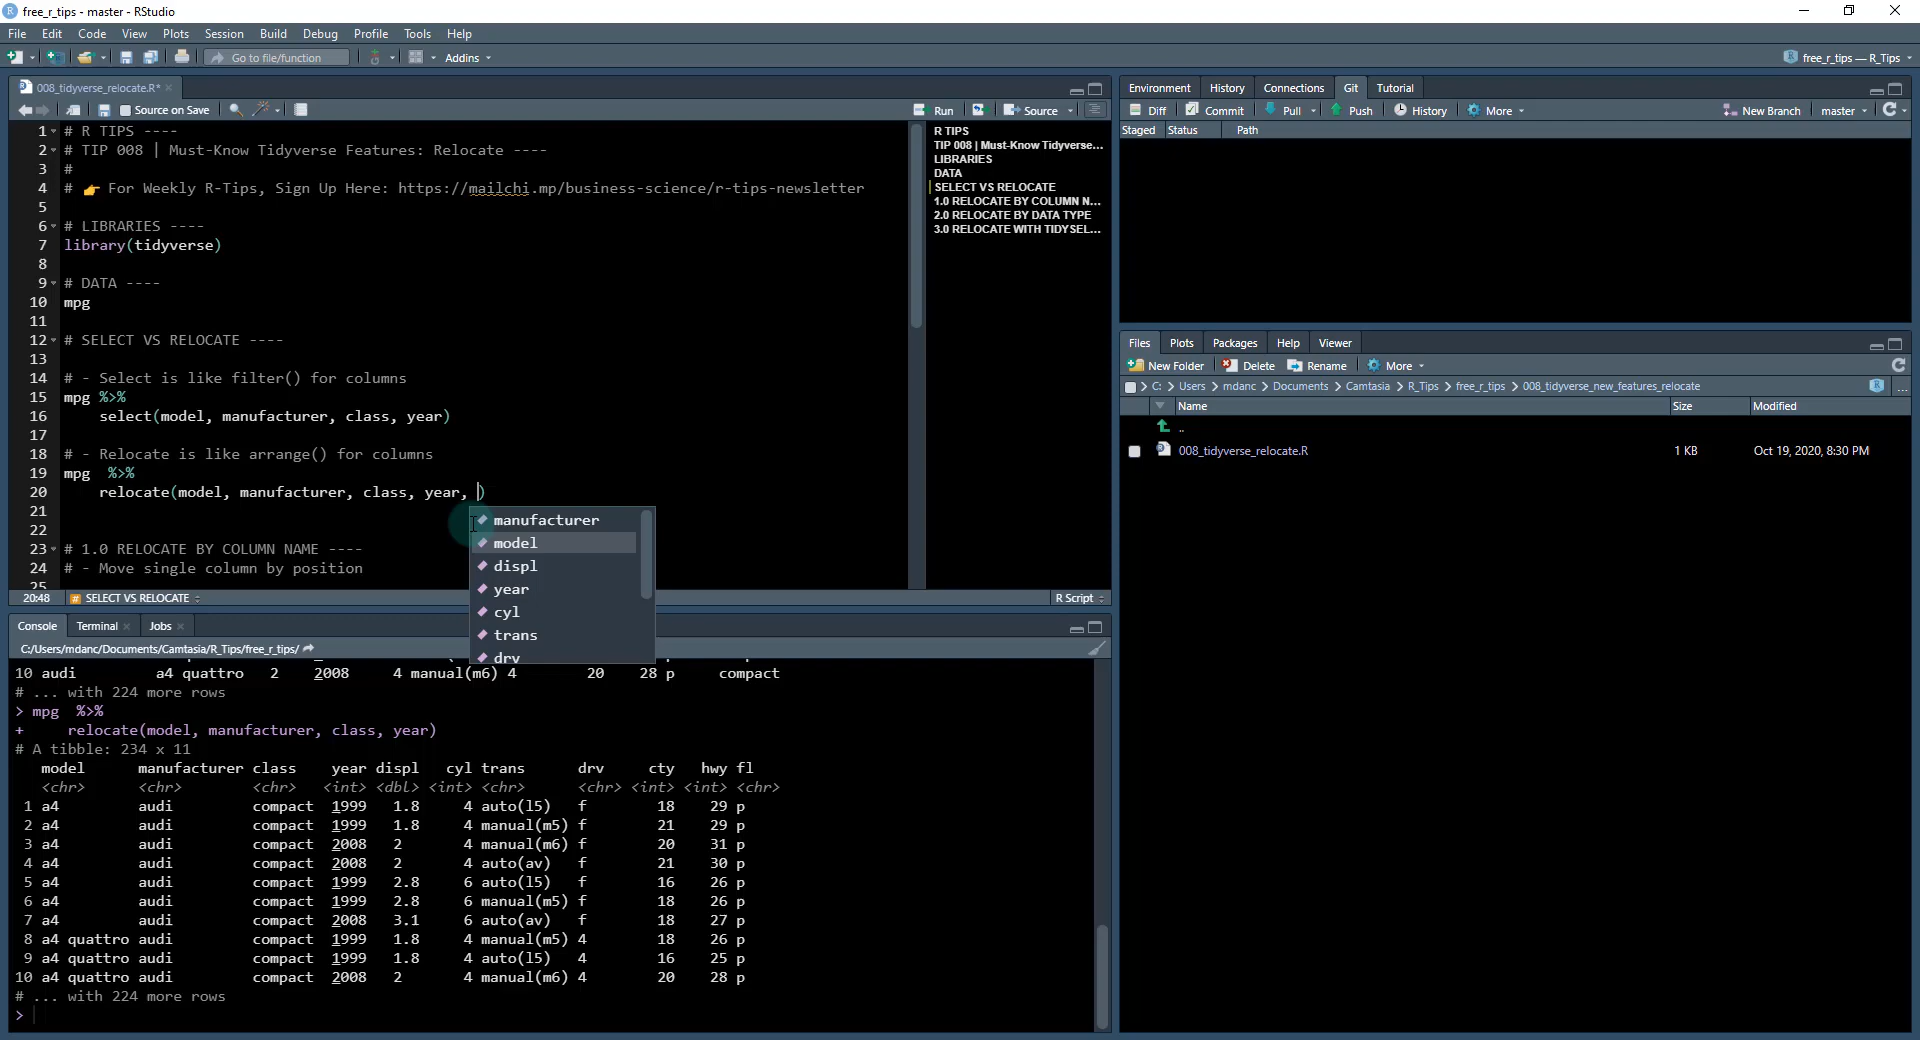 free_r_tips - master - RStudio
File Edit Code View Plots Session Build Debug Profile Tools Help
Go to file/function Addins free_r_tips — R_Tips
008_tidyverse_relocate.R*
Source on Save Run Source
1 # R TIPS ----
2 # TIP 008 | Must-Know Tidyverse Features: Relocate ----
3 #
4 # 👉 For Weekly R-Tips, Sign Up Here: https://mailchi.mp/business-science/r-tips-newsletter
5
6 # LIBRARIES ----
7 library(tidyverse)
8
9 # DATA ----
10 mpg
11
12 # SELECT VS RELOCATE ----
13
14 # - Select is like filter() for columns
15 mpg %>%
16 select(model, manufacturer, class, year)
17
18 # - Relocate is like arrange() for columns
19 mpg %>%
20 relocate(model, manufacturer, class, year, )
21
22
23 # 1.0 RELOCATE BY COLUMN NAME ----
24 # - Move single column by position
25
manufacturer
model
displ
year
cyl
trans
drv
R TIPS
TIP 008 | Must-Know Tidyverse...
LIBRARIES
DATA
SELECT VS RELOCATE
1.0 RELOCATE BY COLUMN N...
2.0 RELOCATE BY DATA TYPE
3.0 RELOCATE WITH TIDYSEL...
20:48 # SELECT VS RELOCATE R Script
Console Terminal Jobs
C:/Users/mdanc/Documents/Camtasia/R_Tips/free_r_tips/
10 audi a4 quattro 2 2008 4 manual(m6) 4 20 28 p compact
# ... with 224 more rows
> mpg %>%
+ relocate(model, manufacturer, class, year)
# A tibble: 234 x 11
model manufacturer class year displ cyl trans drv cty hwy fl
<chr> <chr> <chr> <int> <dbl> <int> <chr> <chr> <int> <int> <chr>
1 a4 audi compact 1999 1.8 4 auto(l5) f 18 29 p
2 a4 audi compact 1999 1.8 4 manual(m5) f 21 29 p
3 a4 audi compact 2008 2 4 manual(m6) f 20 31 p
4 a4 audi compact 2008 2 4 auto(av) f 21 30 p
5 a4 audi compact 1999 2.8 6 auto(l5) f 16 26 p
6 a4 audi compact 1999 2.8 6 manual(m5) f 18 26 p
7 a4 audi compact 2008 3.1 6 auto(av) f 18 27 p
8 a4 quattro audi compact 1999 1.8 4 manual(m5) 4 18 26 p
9 a4 quattro audi compact 1999 1.8 4 auto(l5) 4 16 25 p
10 a4 quattro audi compact 2008 2 4 manual(m6) 4 20 28 p
# ... with 224 more rows
>
Environment History Connections Git Tutorial
Diff Commit Pull Push History More New Branch master
Staged Status Path
Files Plots Packages Help Viewer
New Folder Delete Rename More
C: > Users > mdanc > Documents > Camtasia > R_Tips > free_r_tips > 008_tidyverse_new_features_relocate ...
Name Size Modified
..
008_tidyverse_relocate.R 1 KB Oct 19, 2020, 8:30 PM